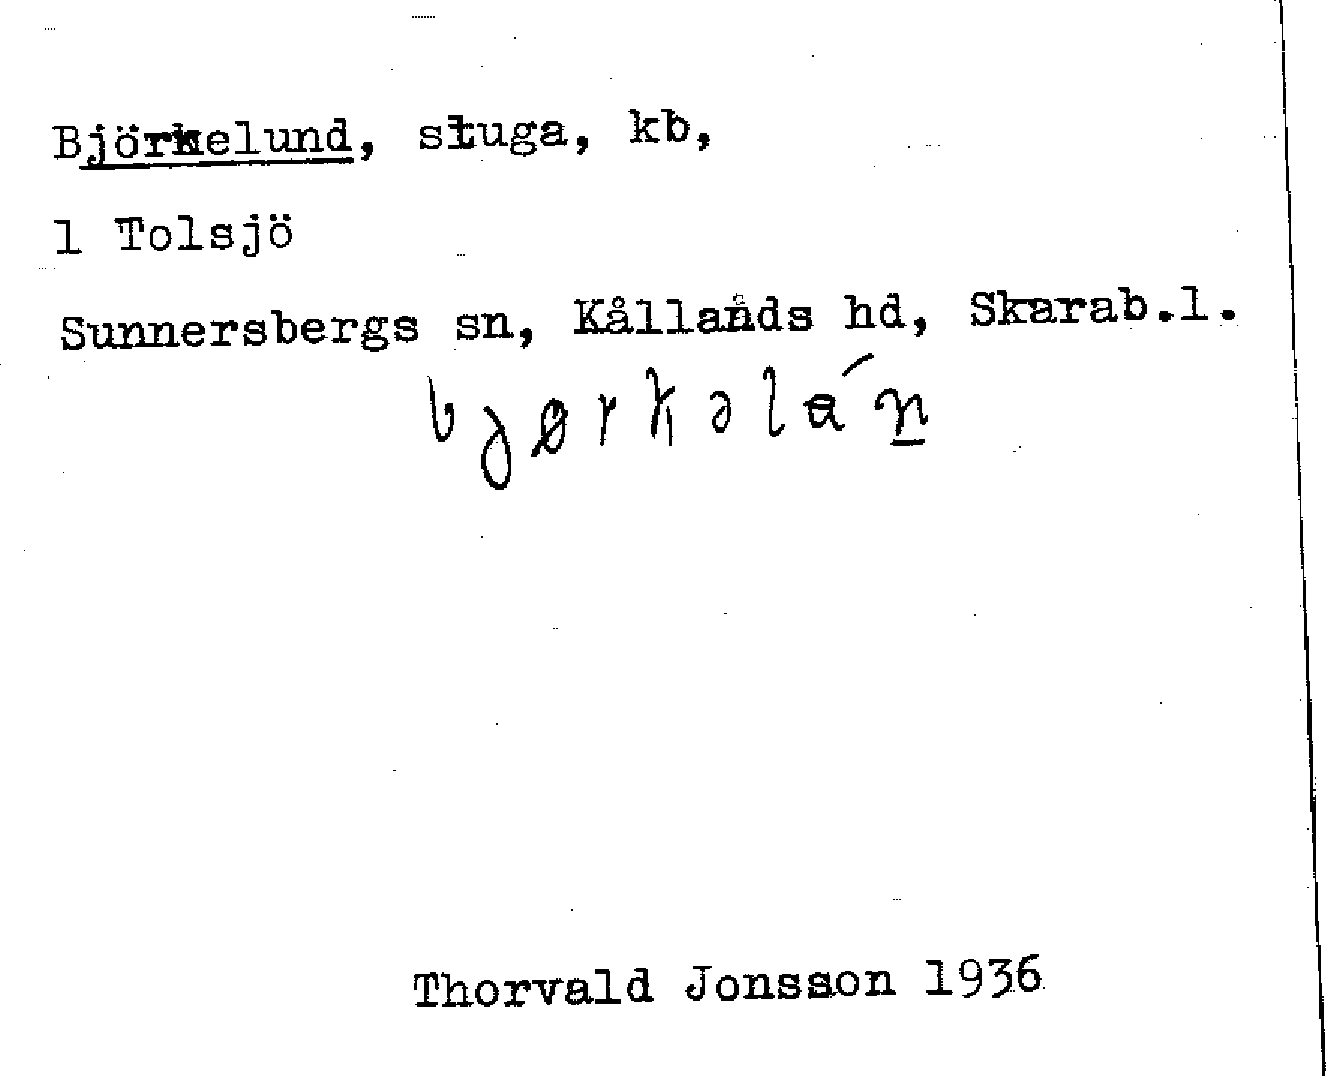 Björkelund, stuga, kb,
1 Tolsjö
Sunnersbergs sn, Kållands hd, Skarab.l.
bjørkəlán
Thorvald Jonsson 1936